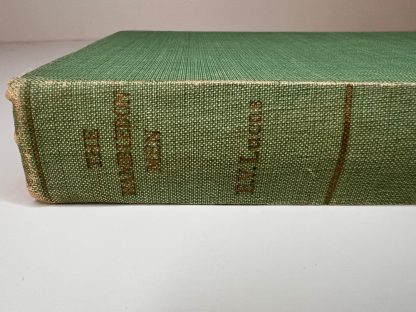 THE
HAMBLEDON
MEN
E.V. Lucas